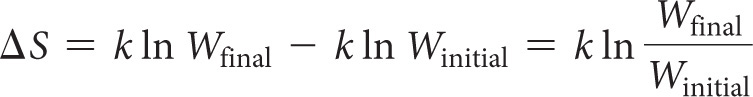 ΔS = k ln W_final − k ln W_initial = k ln W_final / W_initial